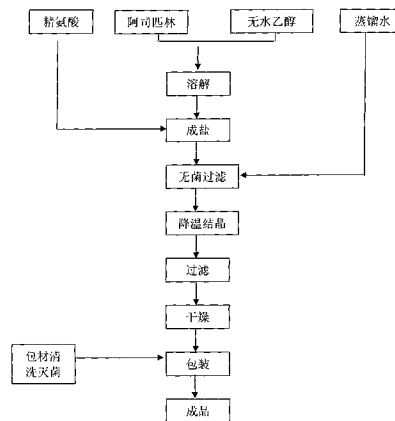 精氨酸
阿司匹林
无水乙醇
蒸馏水
溶解
成盐
无菌过滤
降温结晶
过滤
干燥
包材清
洗灭菌
包装
成品